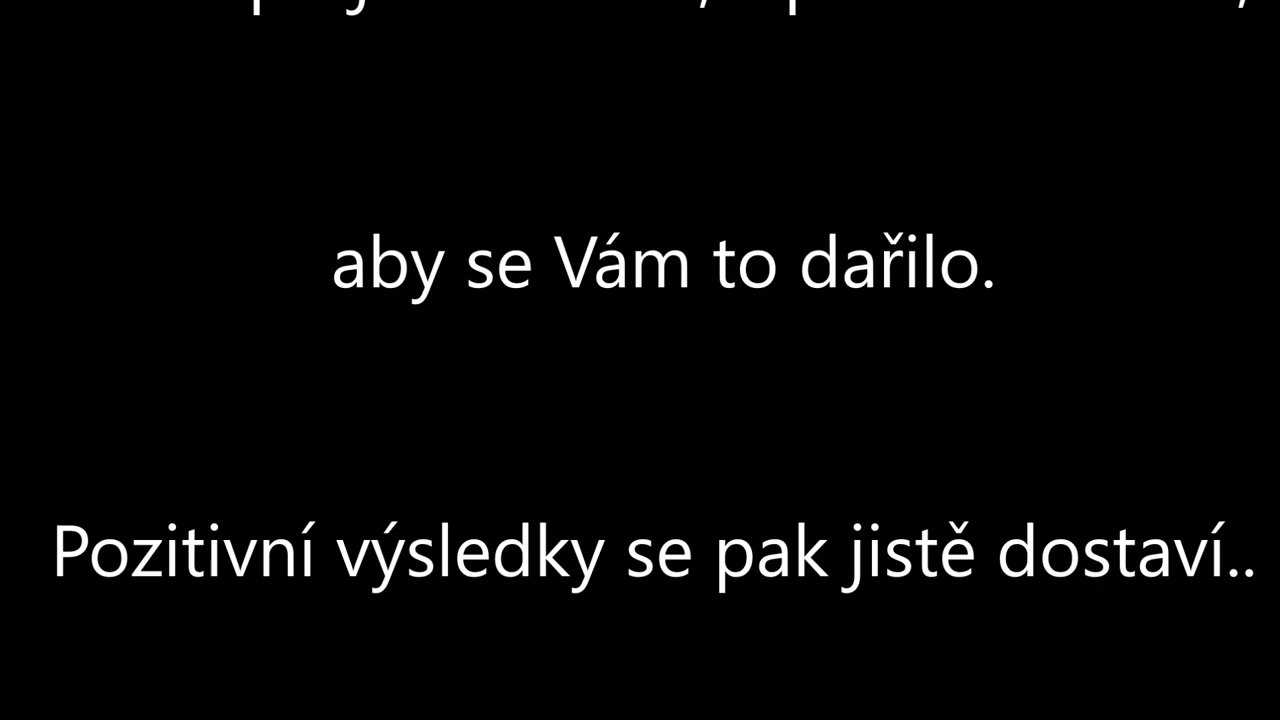 aby se Vám to dařilo.
Pozitivní výsledky se pak jistě dostaví..